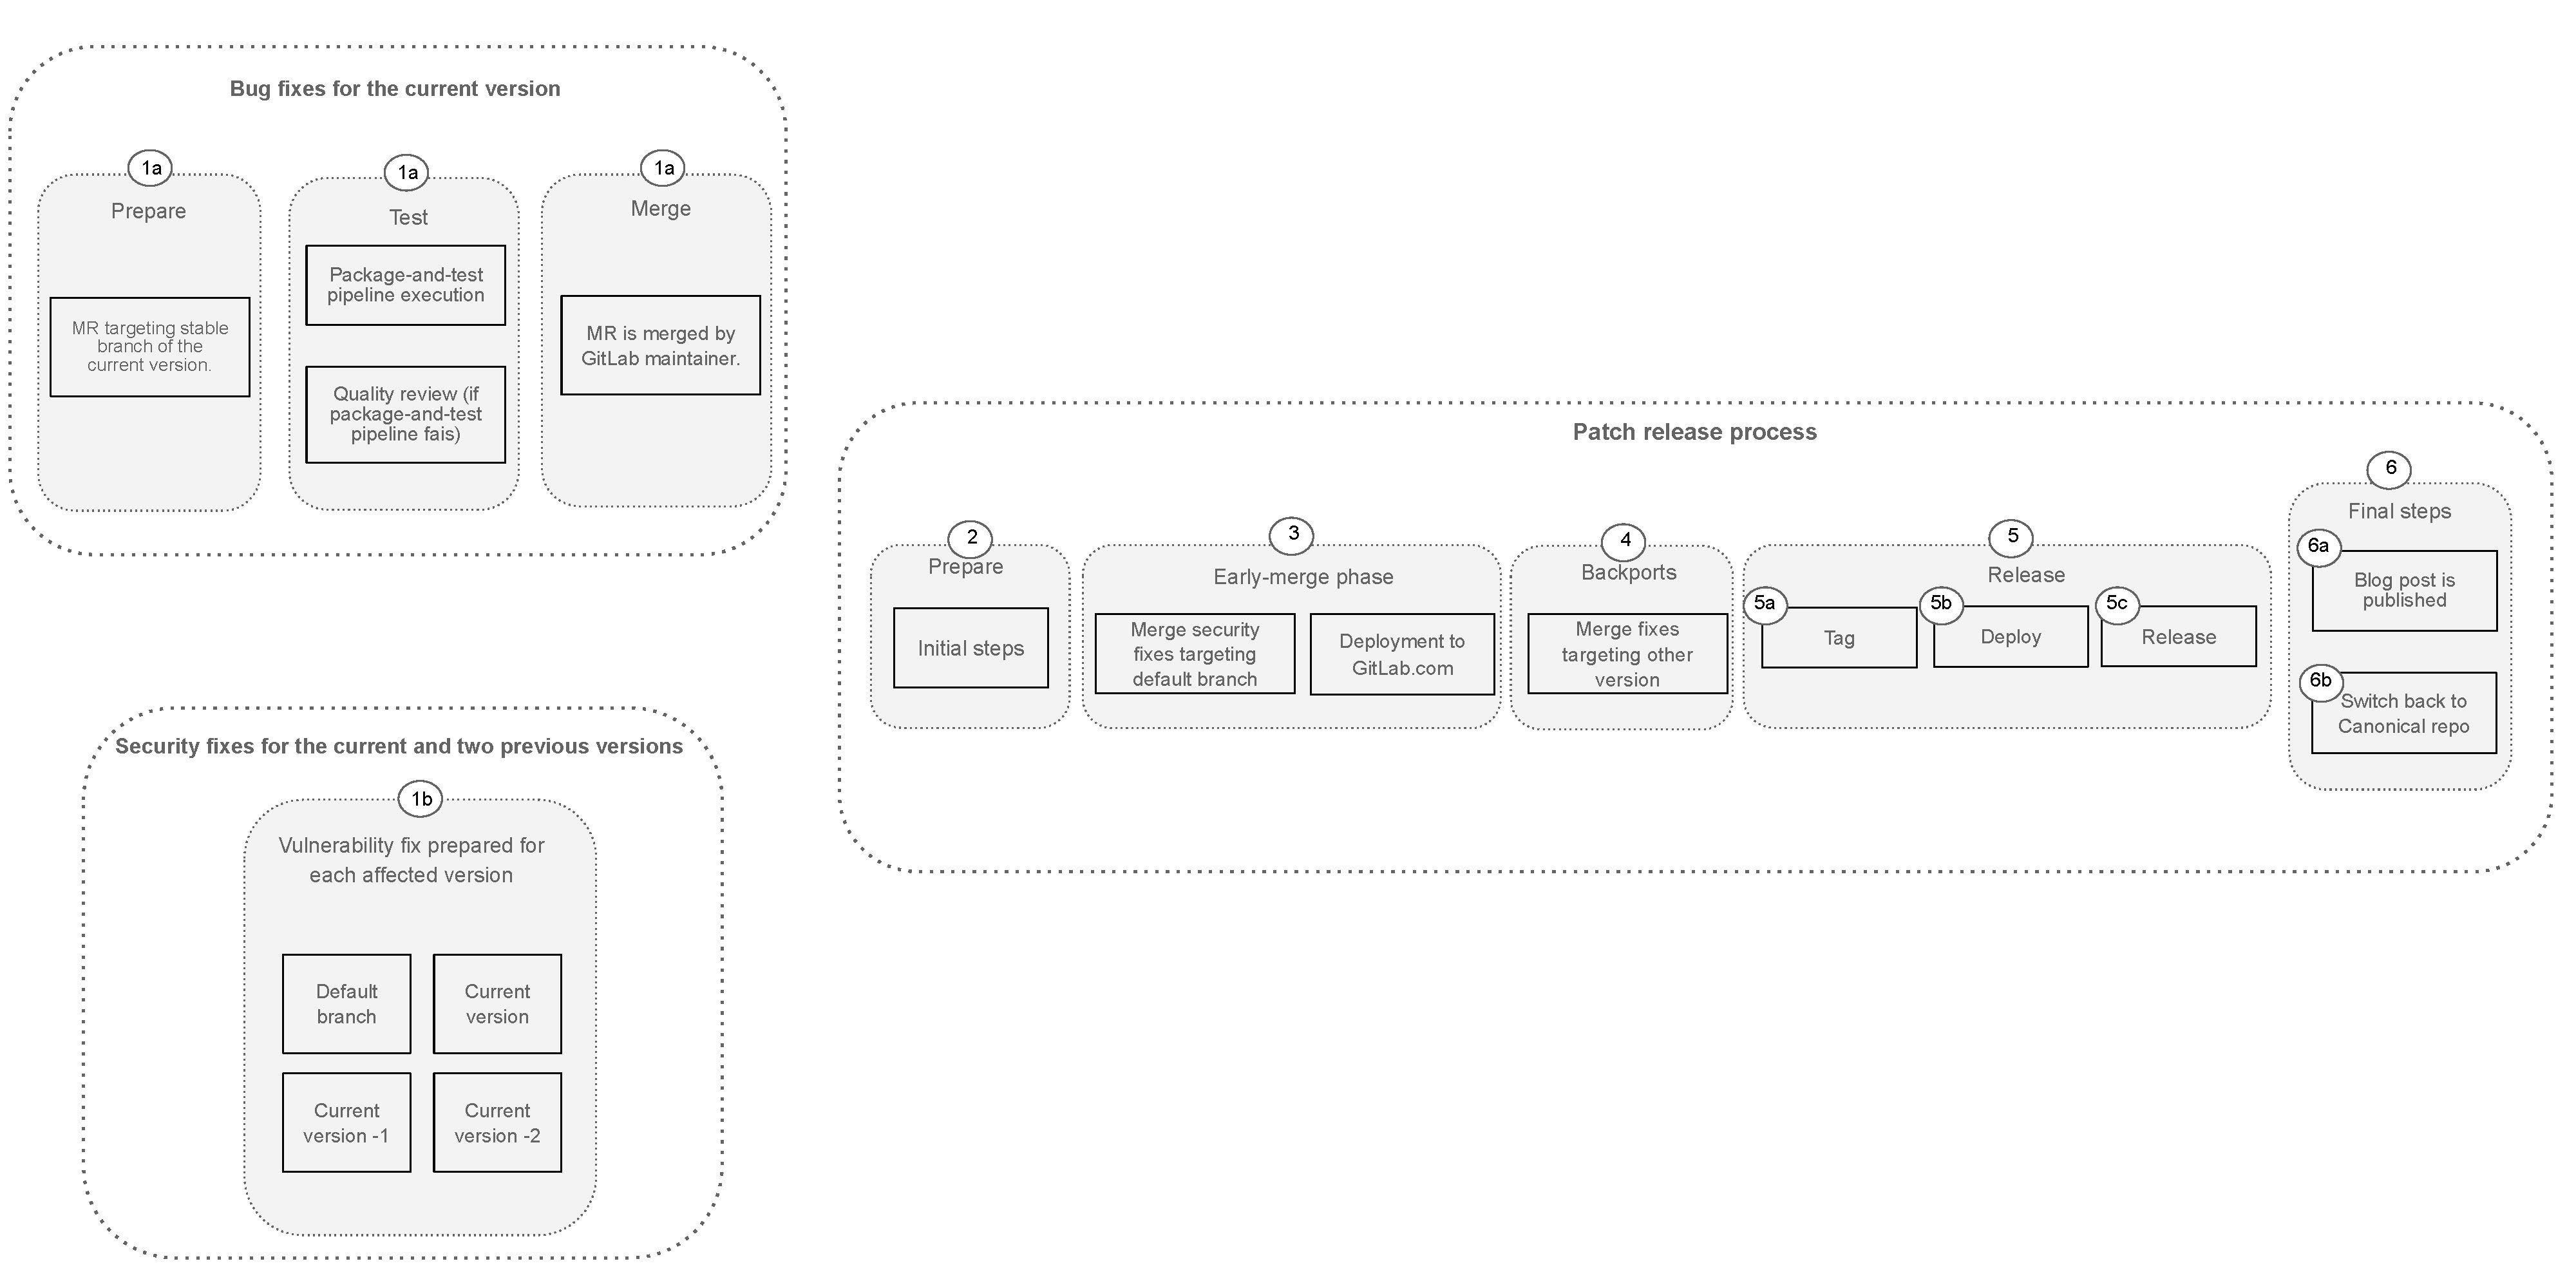 Bug fixes for the current version
1a
Prepare
MR targeting stable
branch of the
current version.
1a
Test
Package-and-test
pipeline execution
Quality review (if
package-and-test
pipeline fais)
1a
Merge
MR is merged by
GitLab maintainer.
Security fixes for the current and two previous versions
1b
Vulnerability fix prepared for
each affected version
Default
branch
Current
version
Current
version -1
Current
version -2
Patch release process
2
Prepare
Initial steps
3
Early-merge phase
Merge security
fixes targeting
default branch
Deployment to
GitLab.com
4
Backports
Merge fixes
targeting other
version
5
Release
5a
Tag
5b
Deploy
5c
Release
6
Final steps
6a
Blog post is
published
6b
Switch back to
Canonical repo